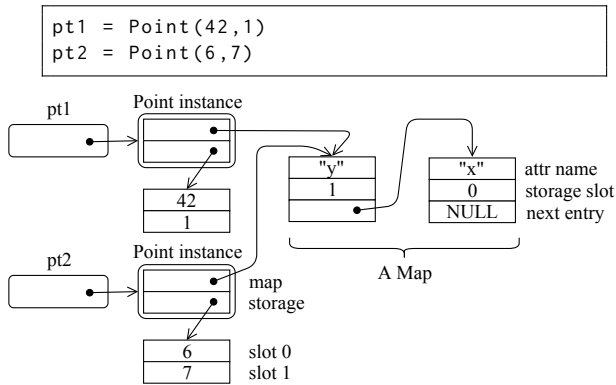 pt1 = Point(42,1)
pt2 = Point(6,7)
pt1
Point instance
42
1
"y"
1
"x"
0
NULL
attr name
storage slot
next entry
A Map
pt2
Point instance
map
storage
6
7
slot 0
slot 1